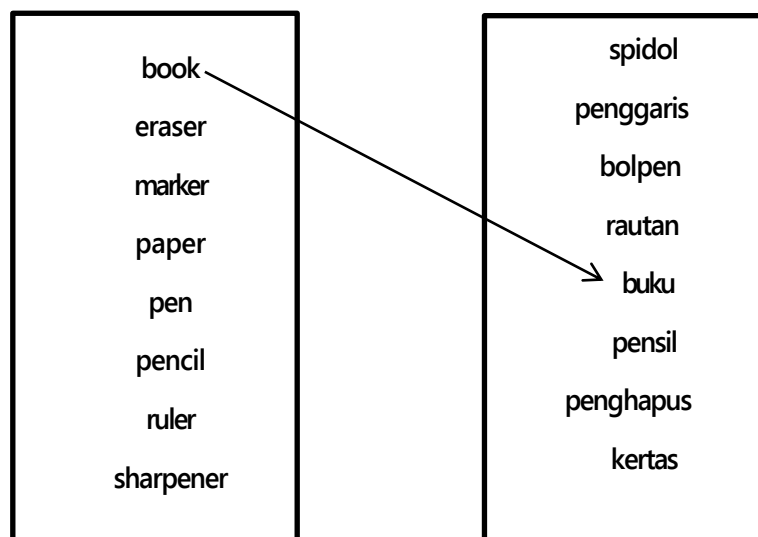 book
eraser
marker
paper
pen
pencil
ruler
sharpener
spidol
penggaris
bolpen
rautan
buku
pensil
penghapus
kertas